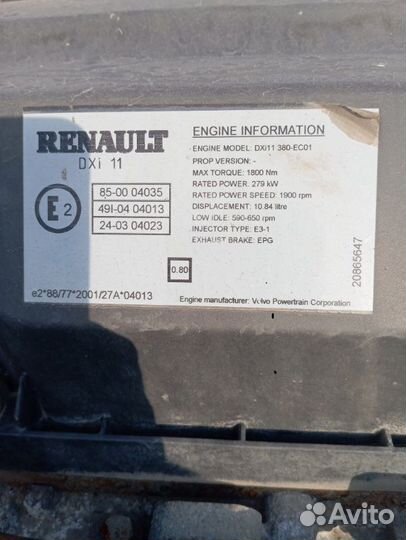 RENAULT
DXi 11
E2
85-00 04035
49I-04 04013
24-03 04023
0.80
e2*88/77*2001/27A*04013
ENGINE INFORMATION
ENGINE MODEL: DXi11 380-EC01
PROP VERSION: -
MAX TORQUE: 1800 Nm
RATED POWER: 279 kW
RATED POWER SPEED: 1900 rpm
DISPLACEMENT: 10.84 litre
LOW IDLE: 590-650 rpm
INJECTOR TYPE: E3-1
EXHAUST BRAKE: EPG
Engine manufacturer: Volvo Powertrain Corporation
20865647
Avito